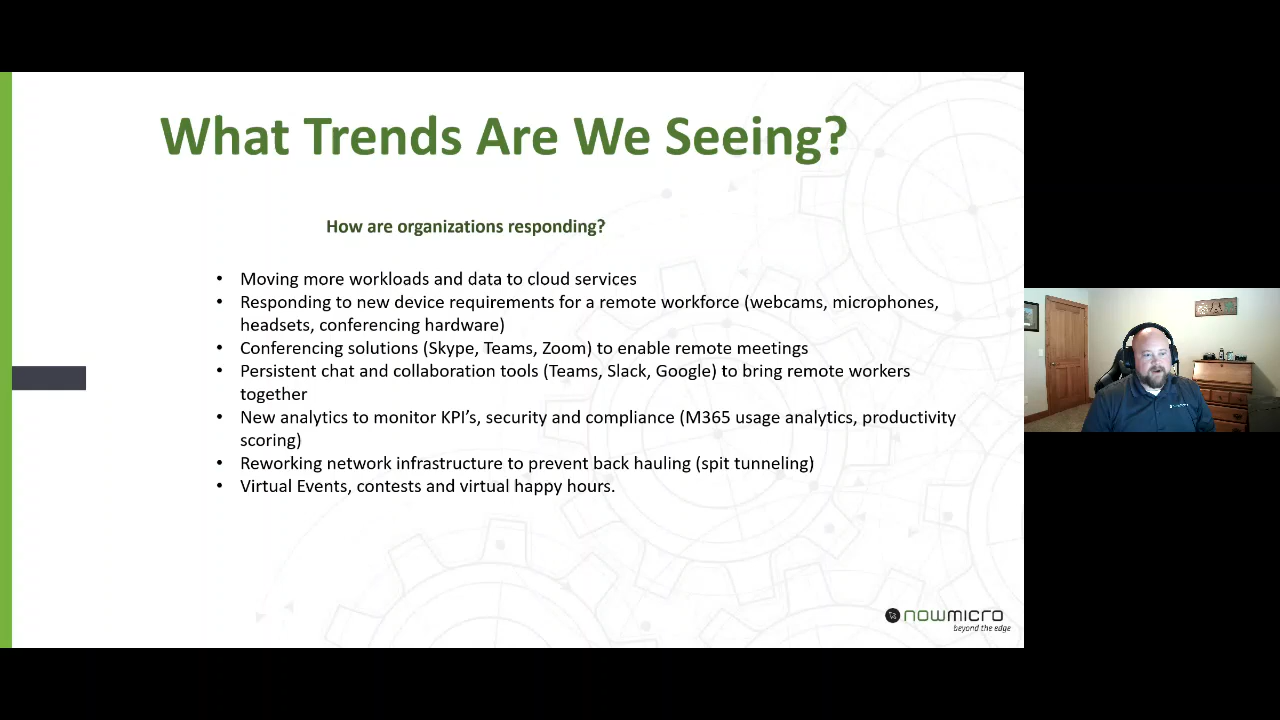 What Trends Are We Seeing?
How are organizations responding?
• Moving more workloads and data to cloud services
• Responding to new device requirements for a remote workforce (webcams, microphones,
headsets, conferencing hardware)
• Conferencing solutions (Skype, Teams, Zoom) to enable remote meetings
• Persistent chat and collaboration tools (Teams, Slack, Google) to bring remote workers
together
• New analytics to monitor KPI’s, security and compliance (M365 usage analytics, productivity
scoring)
• Reworking network infrastructure to prevent back hauling (spit tunneling)
• Virtual Events, contests and virtual happy hours.
nowmicro
beyond the edge